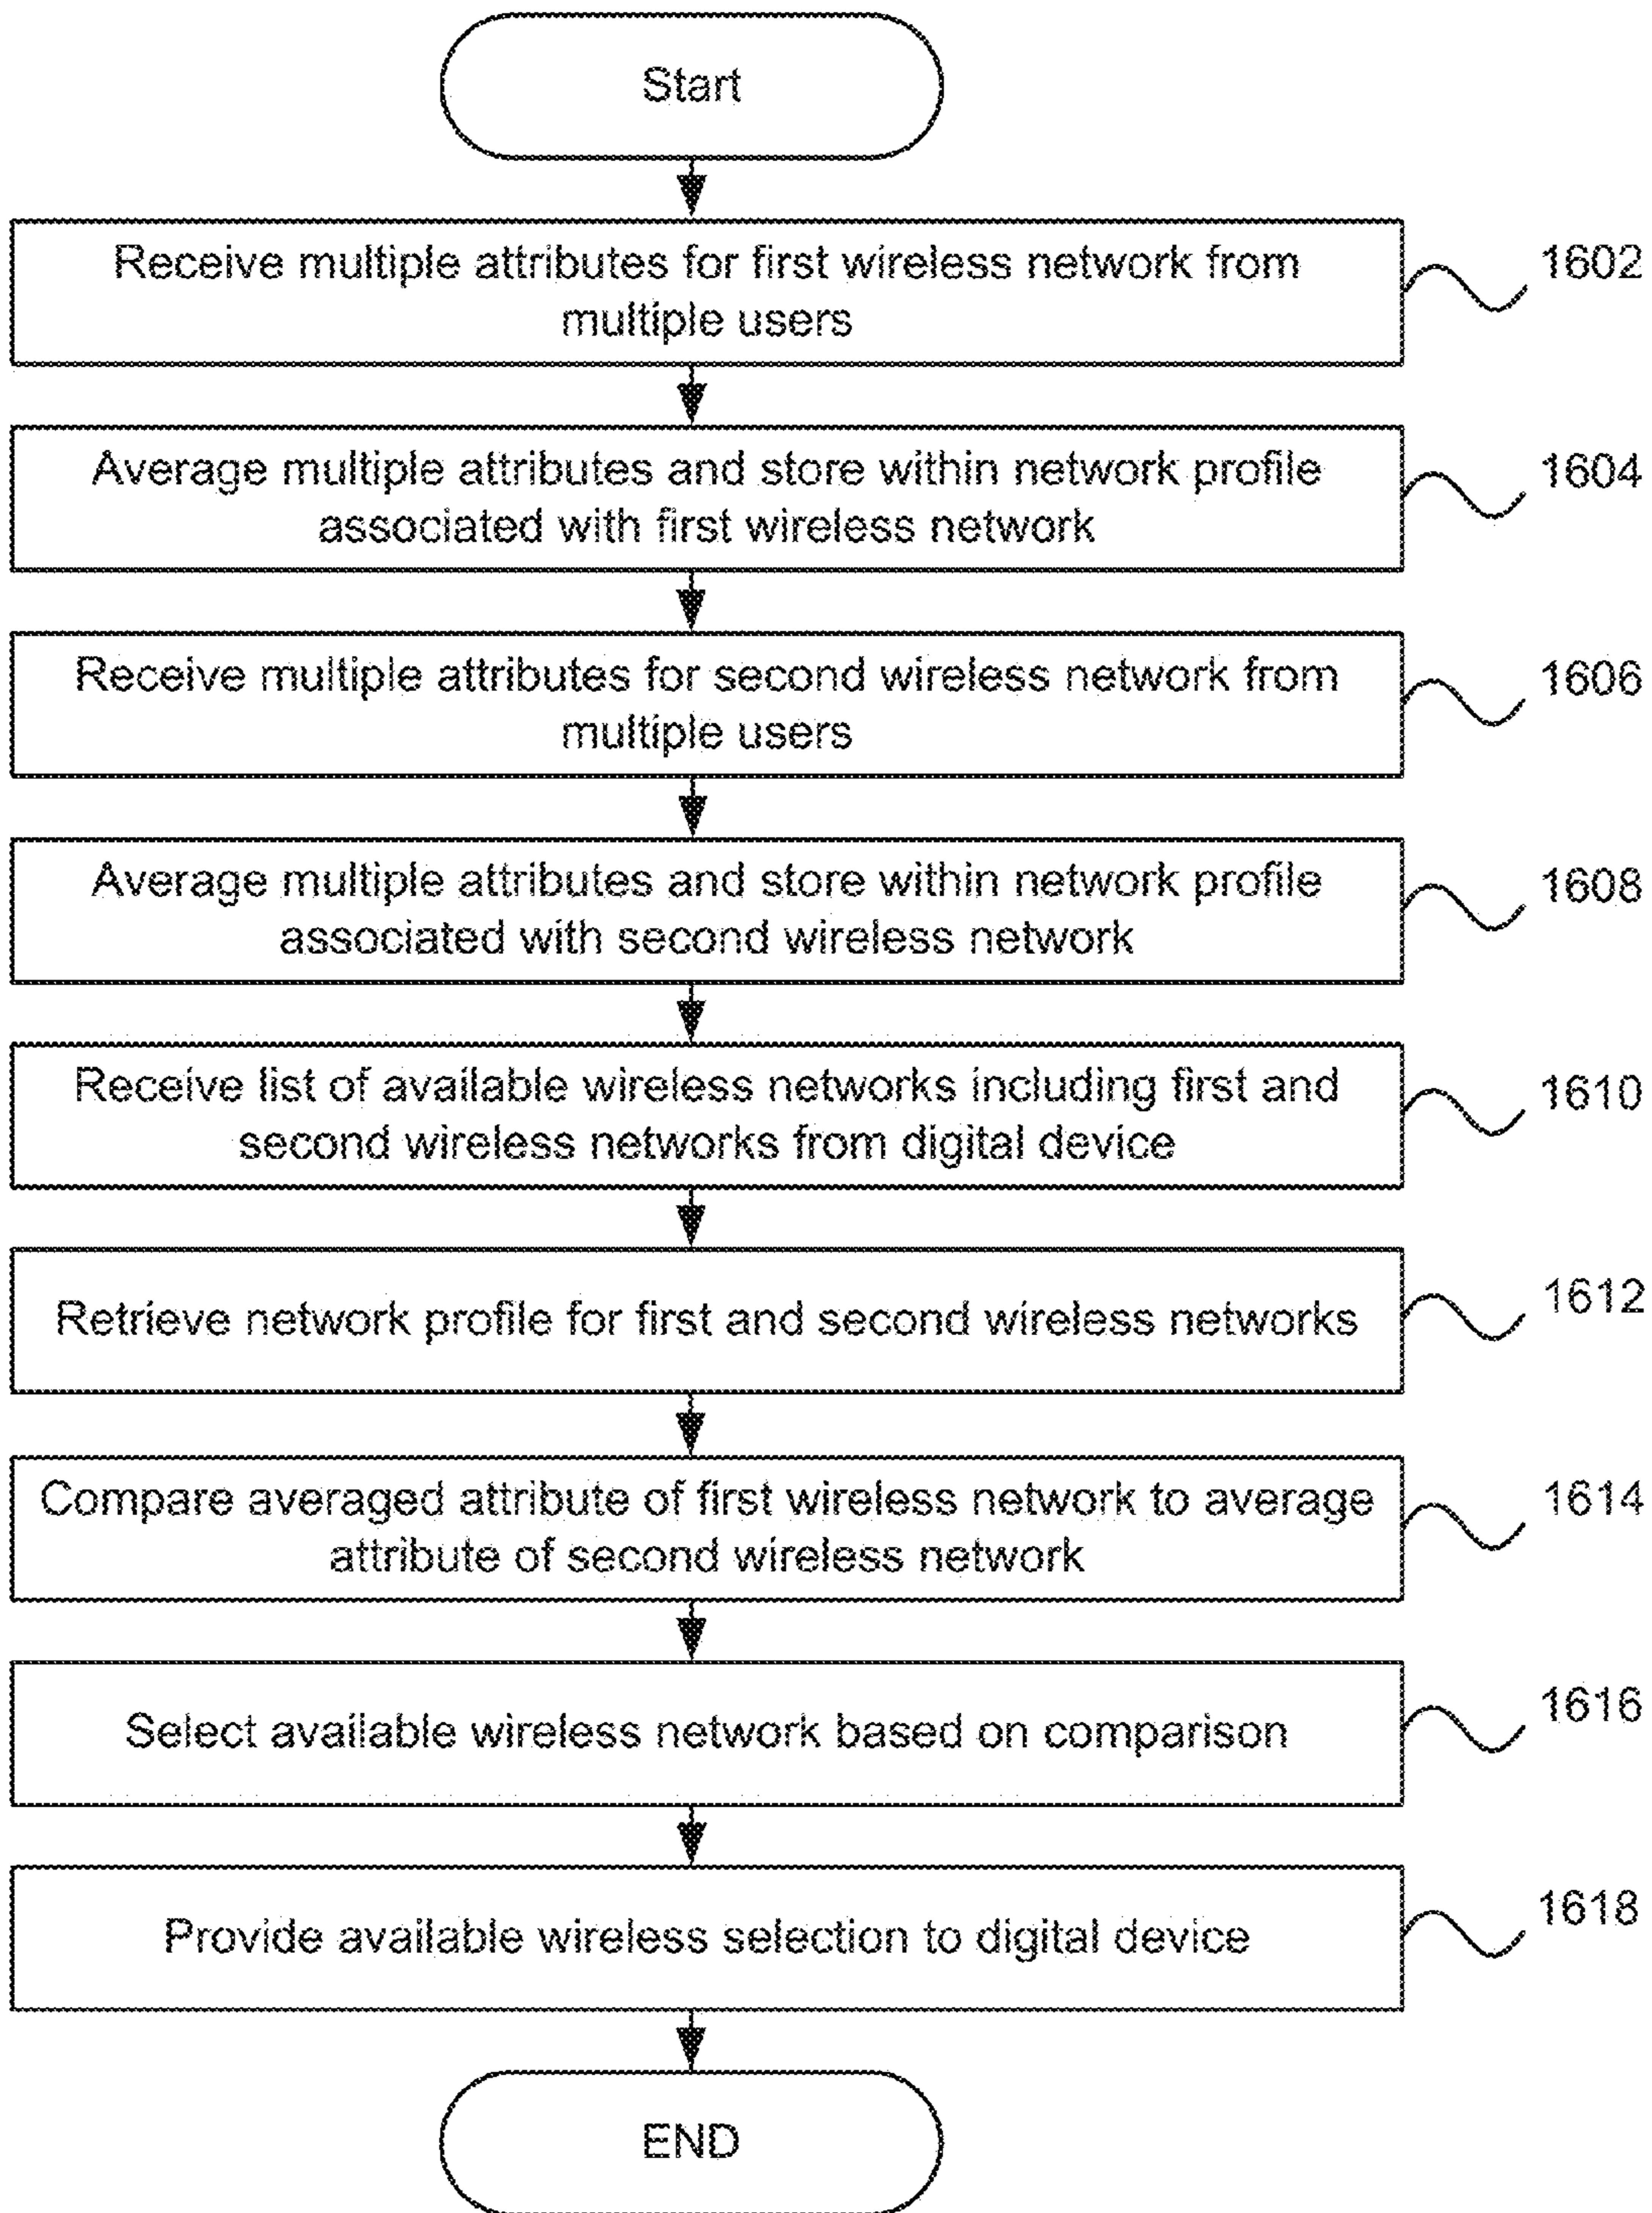 Start
Receive multiple attributes for first wireless network from
multiple users
1602
Average multiple attributes and store within network profile
associated with first wireless network
1604
Receive multiple attributes for second wireless network from
multiple users
1606
Average multiple attributes and store within network profile
associated with second wireless network
1608
Receive list of available wireless networks including first and
second wireless networks from digital device
1610
Retrieve network profile for first and second wireless networks
1612
Compare averaged attribute of first wireless network to average
attribute of second wireless network
1614
Select available wireless network based on comparison
1616
Provide available wireless selection to digital device
1618
END